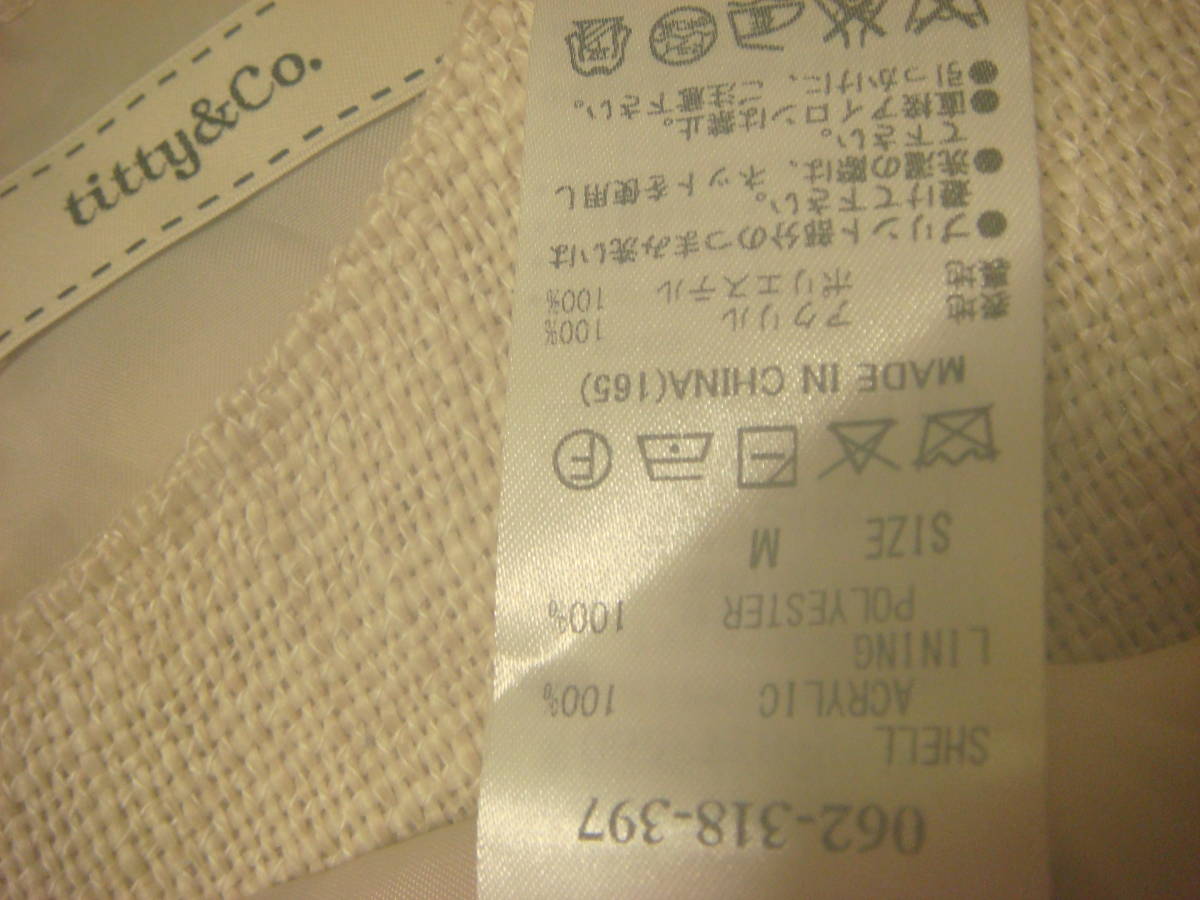 titty&Co.
062-318-397
SHELL
ACRYLIC 100%
LINING
POLYESTER 100%
SIZE M
F
MADE IN CHINA(165)
表地 アクリル 100%
裏地 ポリエステル 100%
●プリント部分のつまみ洗いは
避けて下さい。
●洗濯の際は、ネットを使用し
て下さい。
●直接アイロンは禁止。
●引っかけに、ご注意下さい。